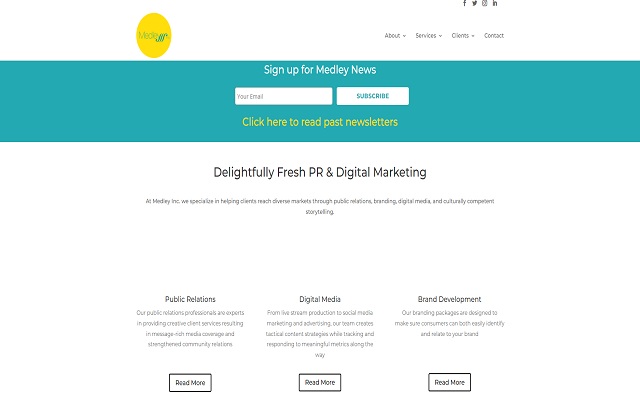 Medley
About Services Clients Contact
Sign up for Medley News
Your Email SUBSCRIBE
Click here to read past newsletters
Delightfully Fresh PR & Digital Marketing
At Medley Inc. we specialize in helping clients reach diverse markets through public relations, branding, digital media, and culturally competent
storytelling.
Public Relations
Our public relations professionals are experts
in providing creative client services resulting
in message-rich media coverage and
strengthened community relations
Read More
Digital Media
From live stream production to social media
marketing and advertising, our team creates
tactical content strategies while tracking and
responding to meaningful metrics along the
way
Read More
Brand Development
Our branding packages are designed to
make sure consumers can both easily identify
and relate to your brand
Read More